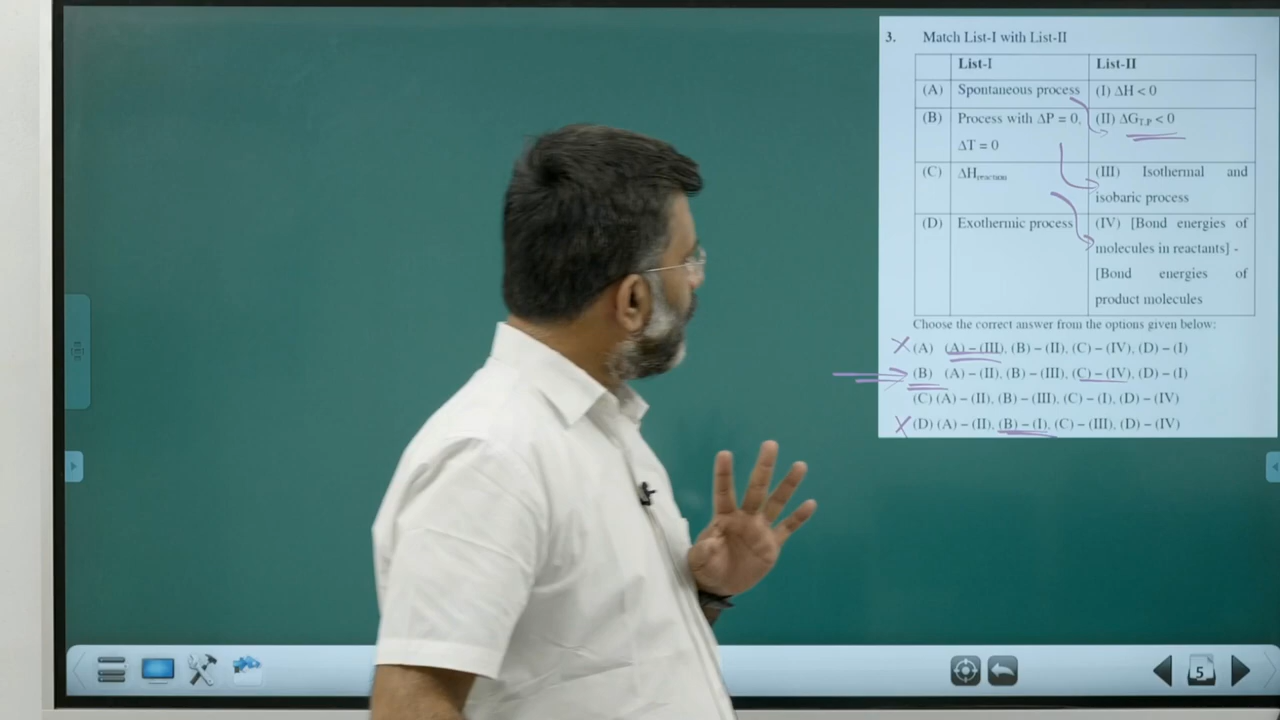 3. Match List-I with List-II
List-I List-II
(A) Spontaneous process (I) ΔH < 0
(B) Process with ΔP = 0, (II) ΔG_T,P < 0
ΔT = 0
(C) ΔH_reaction (III) Isothermal and
isobaric process
(D) Exothermic process (IV) [Bond energies of
molecules in reactants] -
[Bond energies of
product molecules
Choose the correct answer from the options given below:
(A) (A) – (III), (B) – (II), (C) – (IV), (D) – (I)
(B) (A) – (II), (B) – (III), (C) – (IV), (D) – (I)
(C) (A) – (II), (B) – (III), (C) – (I), (D) – (IV)
(D) (A) – (II), (B) – (I), (C) – (III), (D) – (IV)
5